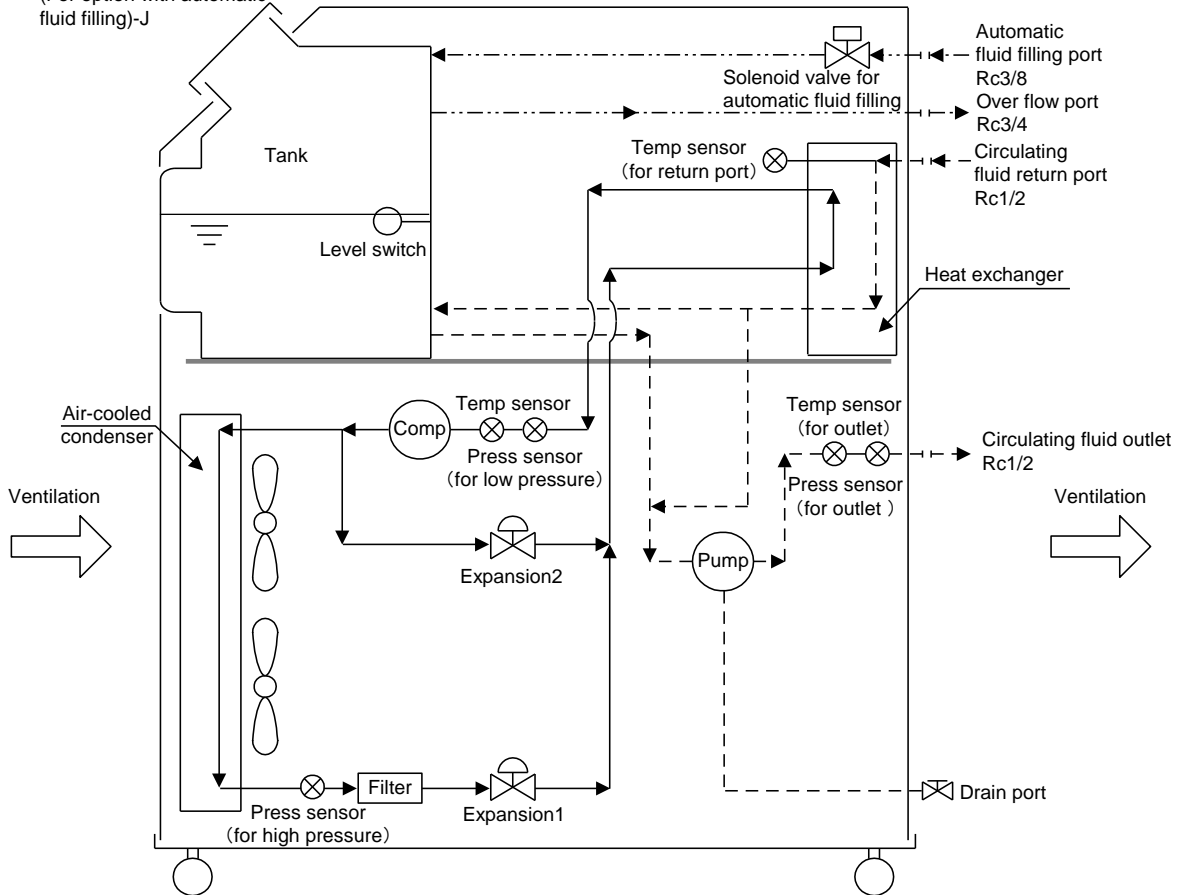 fluid filling)-J
Automatic
fluid filling port
Rc3/8
Solenoid valve for
automatic fluid filling
Over flow port
Rc3/4
Tank
Temp sensor
(for return port)
Circulating
fluid return port
Rc1/2
Level switch
Heat exchanger
Air-cooled
condenser
Comp
Temp sensor
Press sensor
(for low pressure)
Temp sensor
(for outlet)
Press sensor
(for outlet )
Circulating fluid outlet
Rc1/2
Ventilation
Ventilation
Expansion2
Pump
Filter
Press sensor
(for high pressure)
Expansion1
Drain port